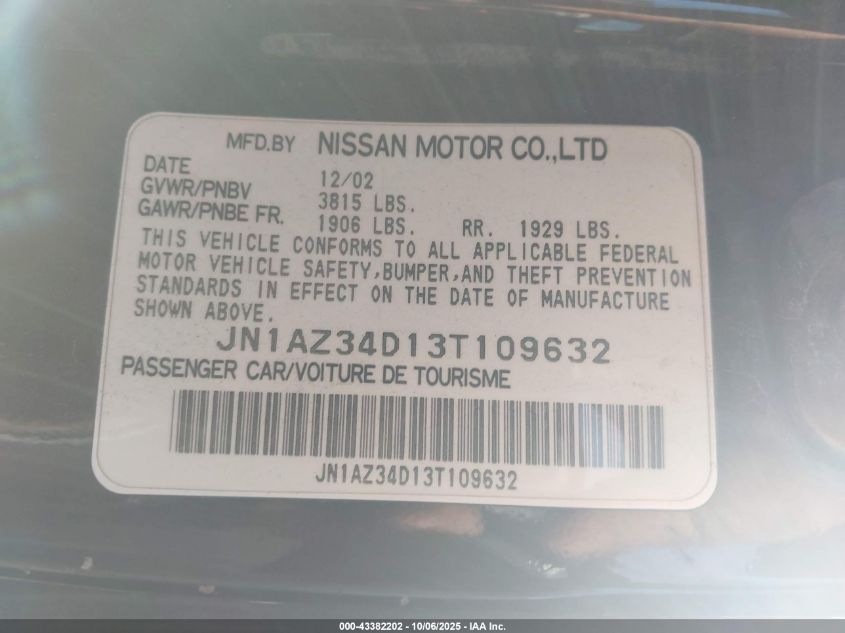 MFD.BY NISSAN MOTOR CO.,LTD
DATE 12/02
GVWR/PNBV 3815 LBS.
GAWR/PNBE FR. 1906 LBS. RR. 1929 LBS.
THIS VEHICLE CONFORMS TO ALL APPLICABLE FEDERAL
MOTOR VEHICLE SAFETY,BUMPER,AND THEFT PREVENTION
STANDARDS IN EFFECT ON THE DATE OF MANUFACTURE
SHOWN ABOVE.
JN1AZ34D13T109632
PASSENGER CAR/VOITURE DE TOURISME
JN1AZ34D13T109632
000-43382202 - 10/06/2025 - IAA Inc.